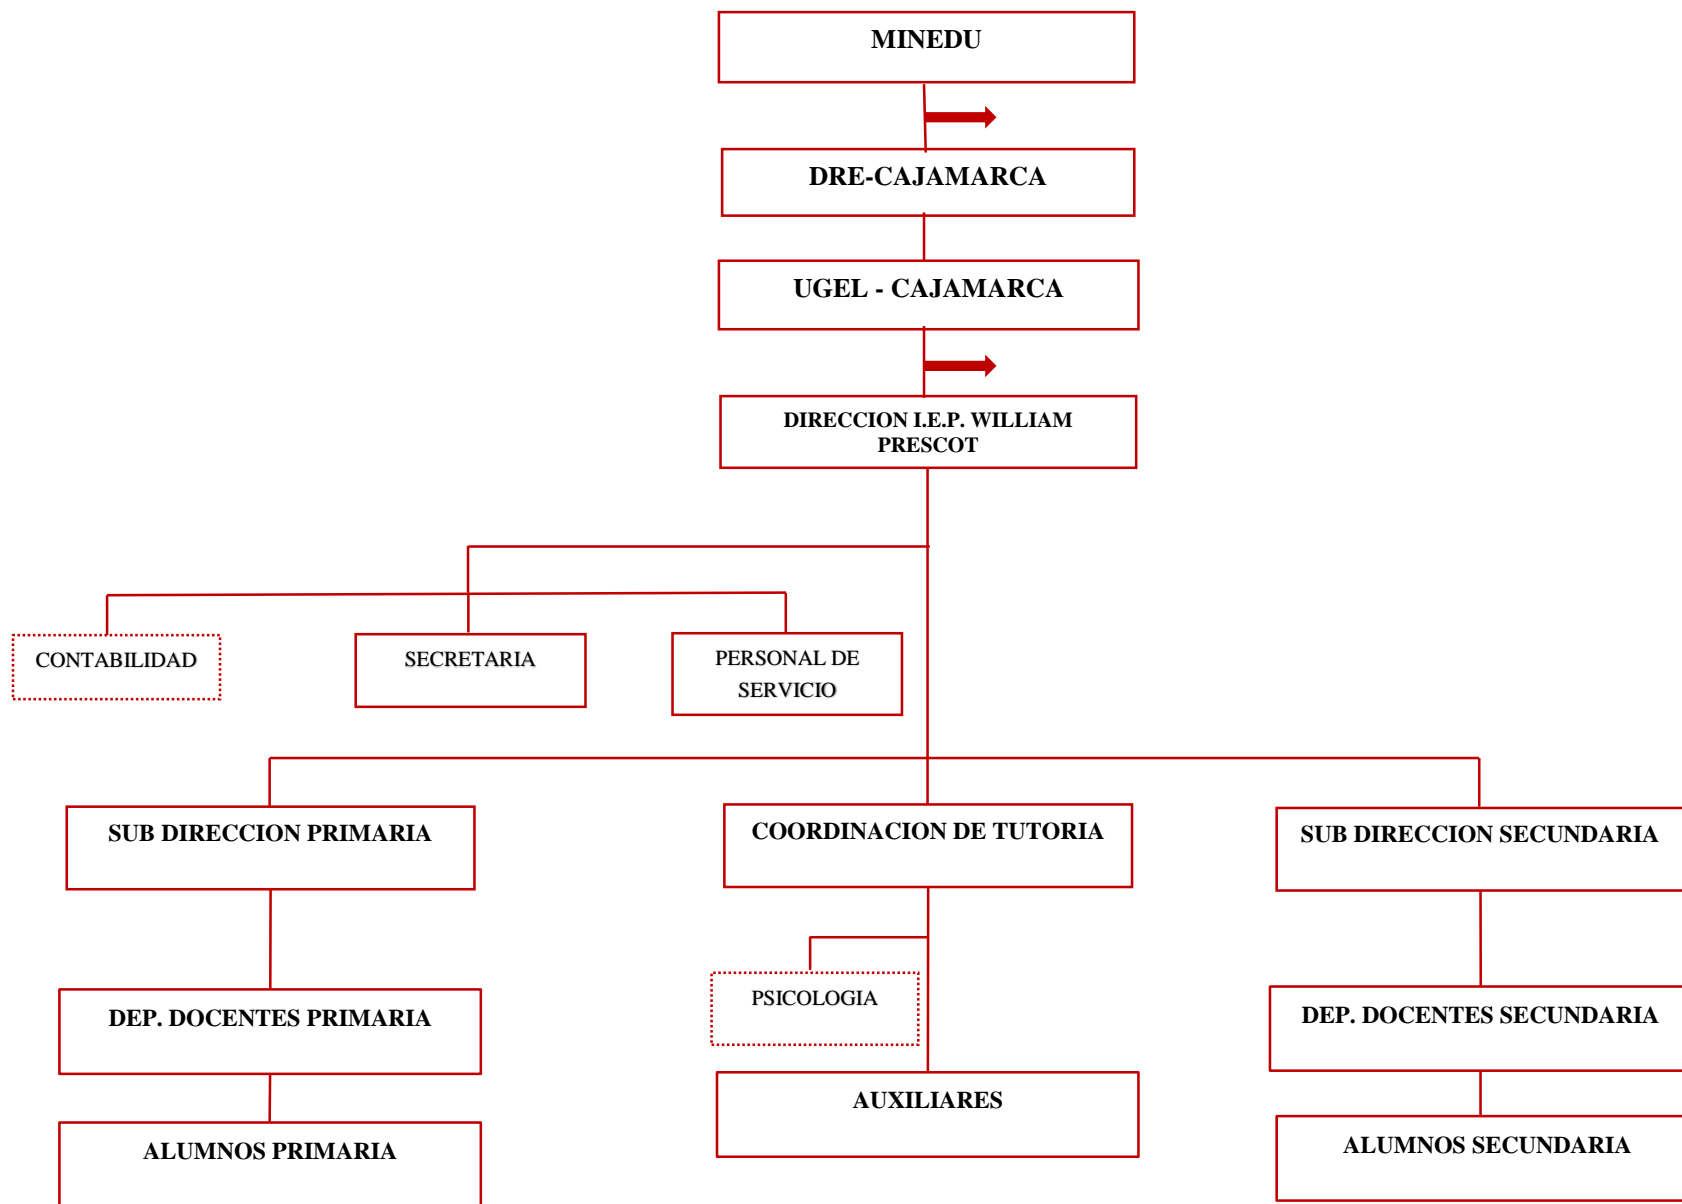 MINEDU
DRE-CAJAMARCA
UGEL - CAJAMARCA
DIRECCION I.E.P. WILLIAM
PRESCOT
CONTABILIDAD
SECRETARIA
PERSONAL DE
SERVICIO
SUB DIRECCION PRIMARIA
COORDINACION DE TUTORIA
SUB DIRECCION SECUNDARIA
PSICOLOGIA
DEP. DOCENTES PRIMARIA
DEP. DOCENTES SECUNDARIA
AUXILIARES
ALUMNOS PRIMARIA
ALUMNOS SECUNDARIA